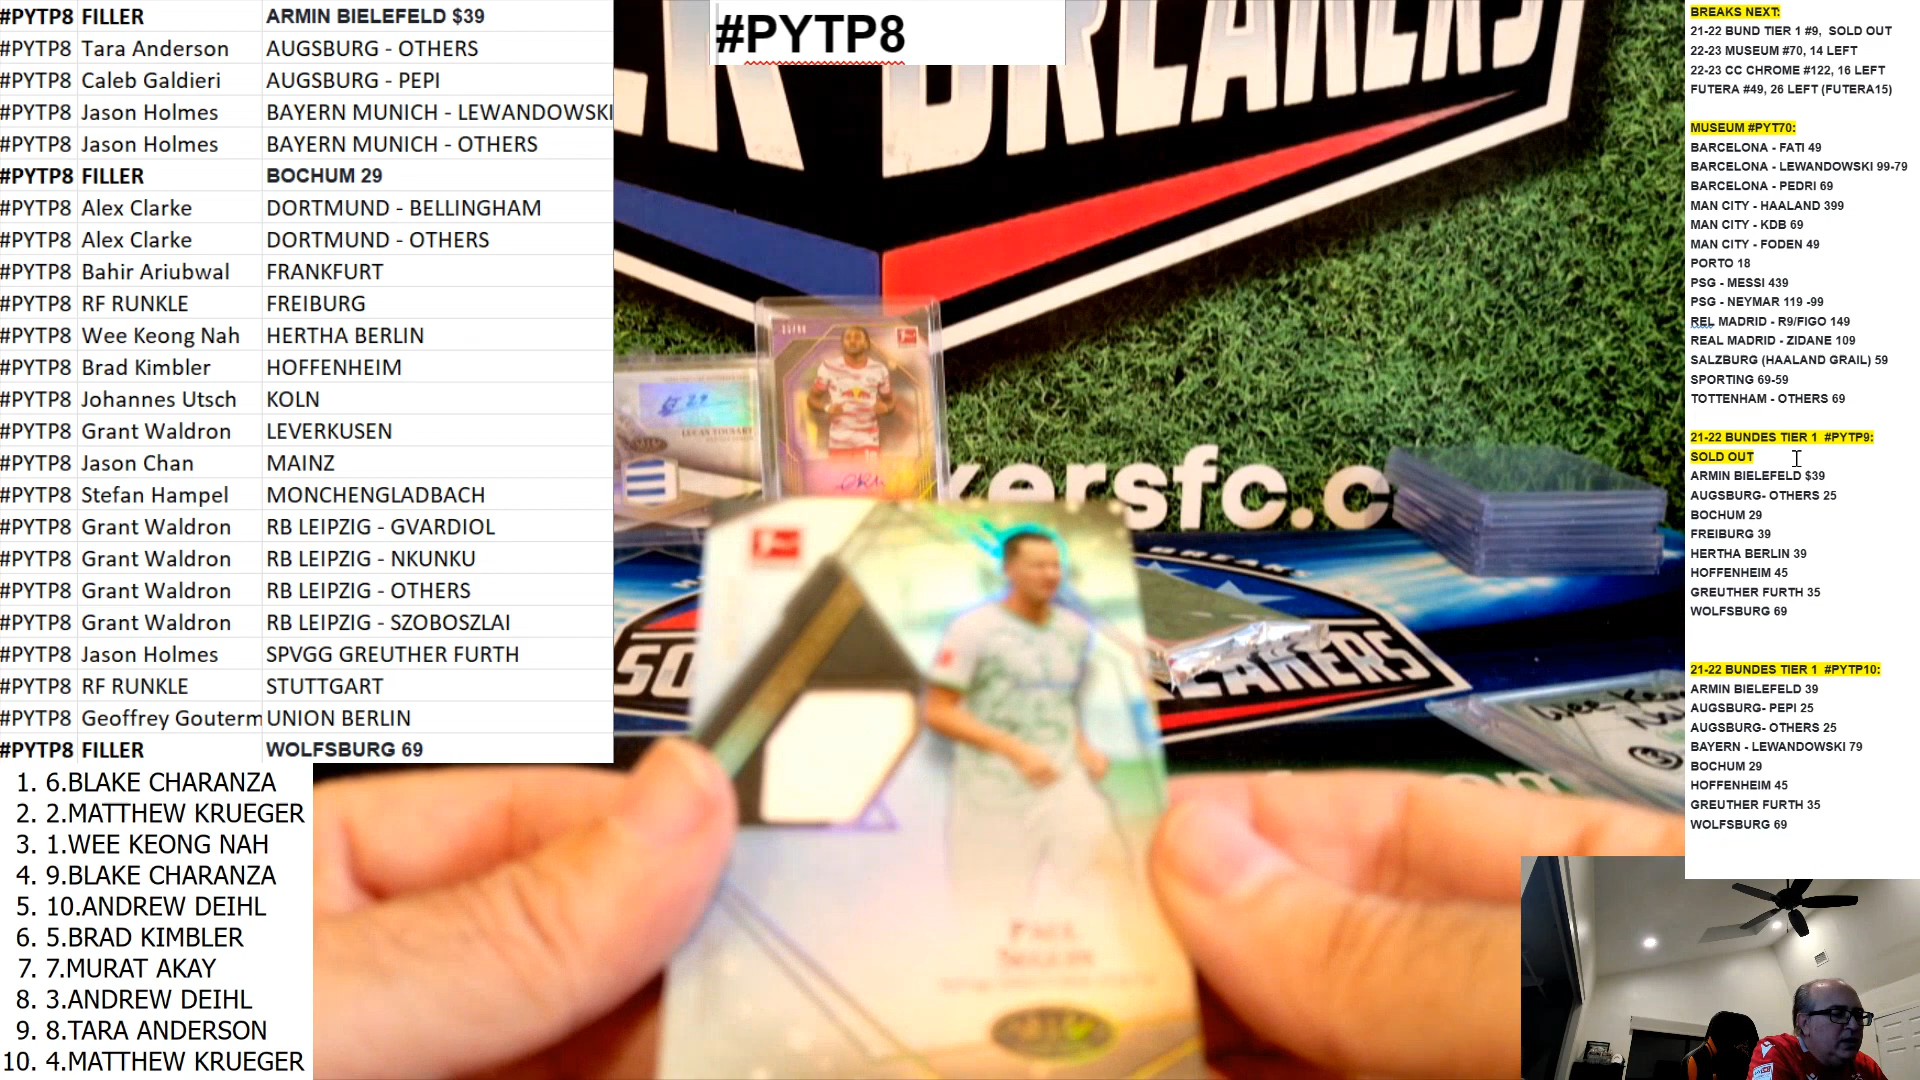 #PYTP8
#PYTP8 FILLER ARMIN BIELEFELD $39
#PYTP8 Tara Anderson AUGSBURG - OTHERS
#PYTP8 Caleb Galdieri AUGSBURG - PEPI
#PYTP8 Jason Holmes BAYERN MUNICH - LEWANDOWSKI
#PYTP8 Jason Holmes BAYERN MUNICH - OTHERS
#PYTP8 FILLER BOCHUM 29
#PYTP8 Alex Clarke DORTMUND - BELLINGHAM
#PYTP8 Alex Clarke DORTMUND - OTHERS
#PYTP8 Bahir Ariubwal FRANKFURT
#PYTP8 RF RUNKLE FREIBURG
#PYTP8 Wee Keong Nah HERTHA BERLIN
#PYTP8 Brad Kimbler HOFFENHEIM
#PYTP8 Johannes Utsch KOLN
#PYTP8 Grant Waldron LEVERKUSEN
#PYTP8 Jason Chan MAINZ
#PYTP8 Stefan Hampel MONCHENGLADBACH
#PYTP8 Grant Waldron RB LEIPZIG - GVARDIOL
#PYTP8 Grant Waldron RB LEIPZIG - NKUNKU
#PYTP8 Grant Waldron RB LEIPZIG - OTHERS
#PYTP8 Grant Waldron RB LEIPZIG - SZOBOSZLAI
#PYTP8 Jason Holmes SPVGG GREUTHER FURTH
#PYTP8 RF RUNKLE STUTTGART
#PYTP8 Geoffrey Gouterm UNION BERLIN
#PYTP8 FILLER WOLFSBURG 69
1. 6.BLAKE CHARANZA
2. 2.MATTHEW KRUEGER
3. 1.WEE KEONG NAH
4. 9.BLAKE CHARANZA
5. 10.ANDREW DEIHL
6. 5.BRAD KIMBLER
7. 7.MURAT AKAY
8. 3.ANDREW DEIHL
9. 8.TARA ANDERSON
10. 4.MATTHEW KRUEGER
BREAKERS
kersfc.c
PAUL
BREAKERS
BREAKS NEXT:
21-22 BUND TIER 1 #9, SOLD OUT
22-23 MUSEUM #70, 14 LEFT
22-23 CC CHROME #122, 16 LEFT
FUTERA #49, 26 LEFT (FUTERA15)
MUSEUM #PYT70:
BARCELONA - FATI 49
BARCELONA - LEWANDOWSKI 99-79
BARCELONA - PEDRI 69
MAN CITY - HAALAND 399
MAN CITY - KDB 69
MAN CITY - FODEN 49
PORTO 18
PSG - MESSI 439
PSG - NEYMAR 119 -99
REL MADRID - R9/FIGO 149
REAL MADRID - ZIDANE 109
SALZBURG (HAALAND GRAIL) 59
SPORTING 69-59
TOTTENHAM - OTHERS 69
21-22 BUNDES TIER 1 #PYTP9:
SOLD OUT
ARMIN BIELEFELD $39
AUGSBURG- OTHERS 25
BOCHUM 29
FREIBURG 39
HERTHA BERLIN 39
HOFFENHEIM 45
GREUTHER FURTH 35
WOLFSBURG 69
21-22 BUNDES TIER 1 #PYTP10:
ARMIN BIELEFELD 39
AUGSBURG- PEPI 25
AUGSBURG- OTHERS 25
BAYERN - LEWANDOWSKI 79
BOCHUM 29
HOFFENHEIM 45
GREUTHER FURTH 35
WOLFSBURG 69